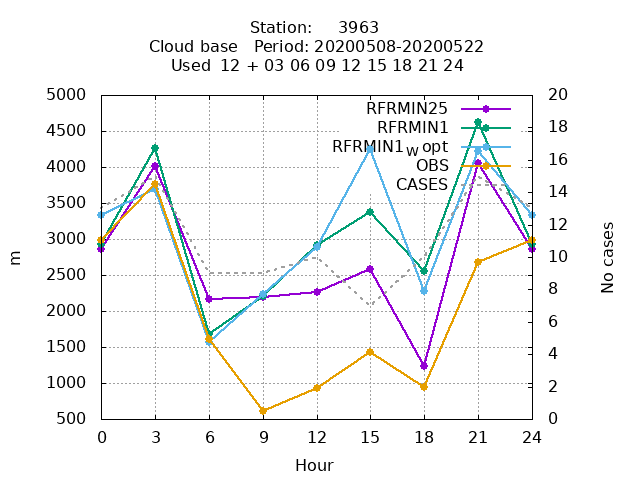 Station: 3963
Cloud base Period: 20200508-20200522
Used 12 + 03 06 09 12 15 18 21 24
5000 20
RFRMIN25
4500 18
RFRMIN1
RFRMIN1w opt
4000 16
OBS
CASES
3500 14
3000 12
2500 10
2000 8
1500 6
1000 4
2
500 0
0 3 6 9 12 15 18 21 24
Hour
m
No cases